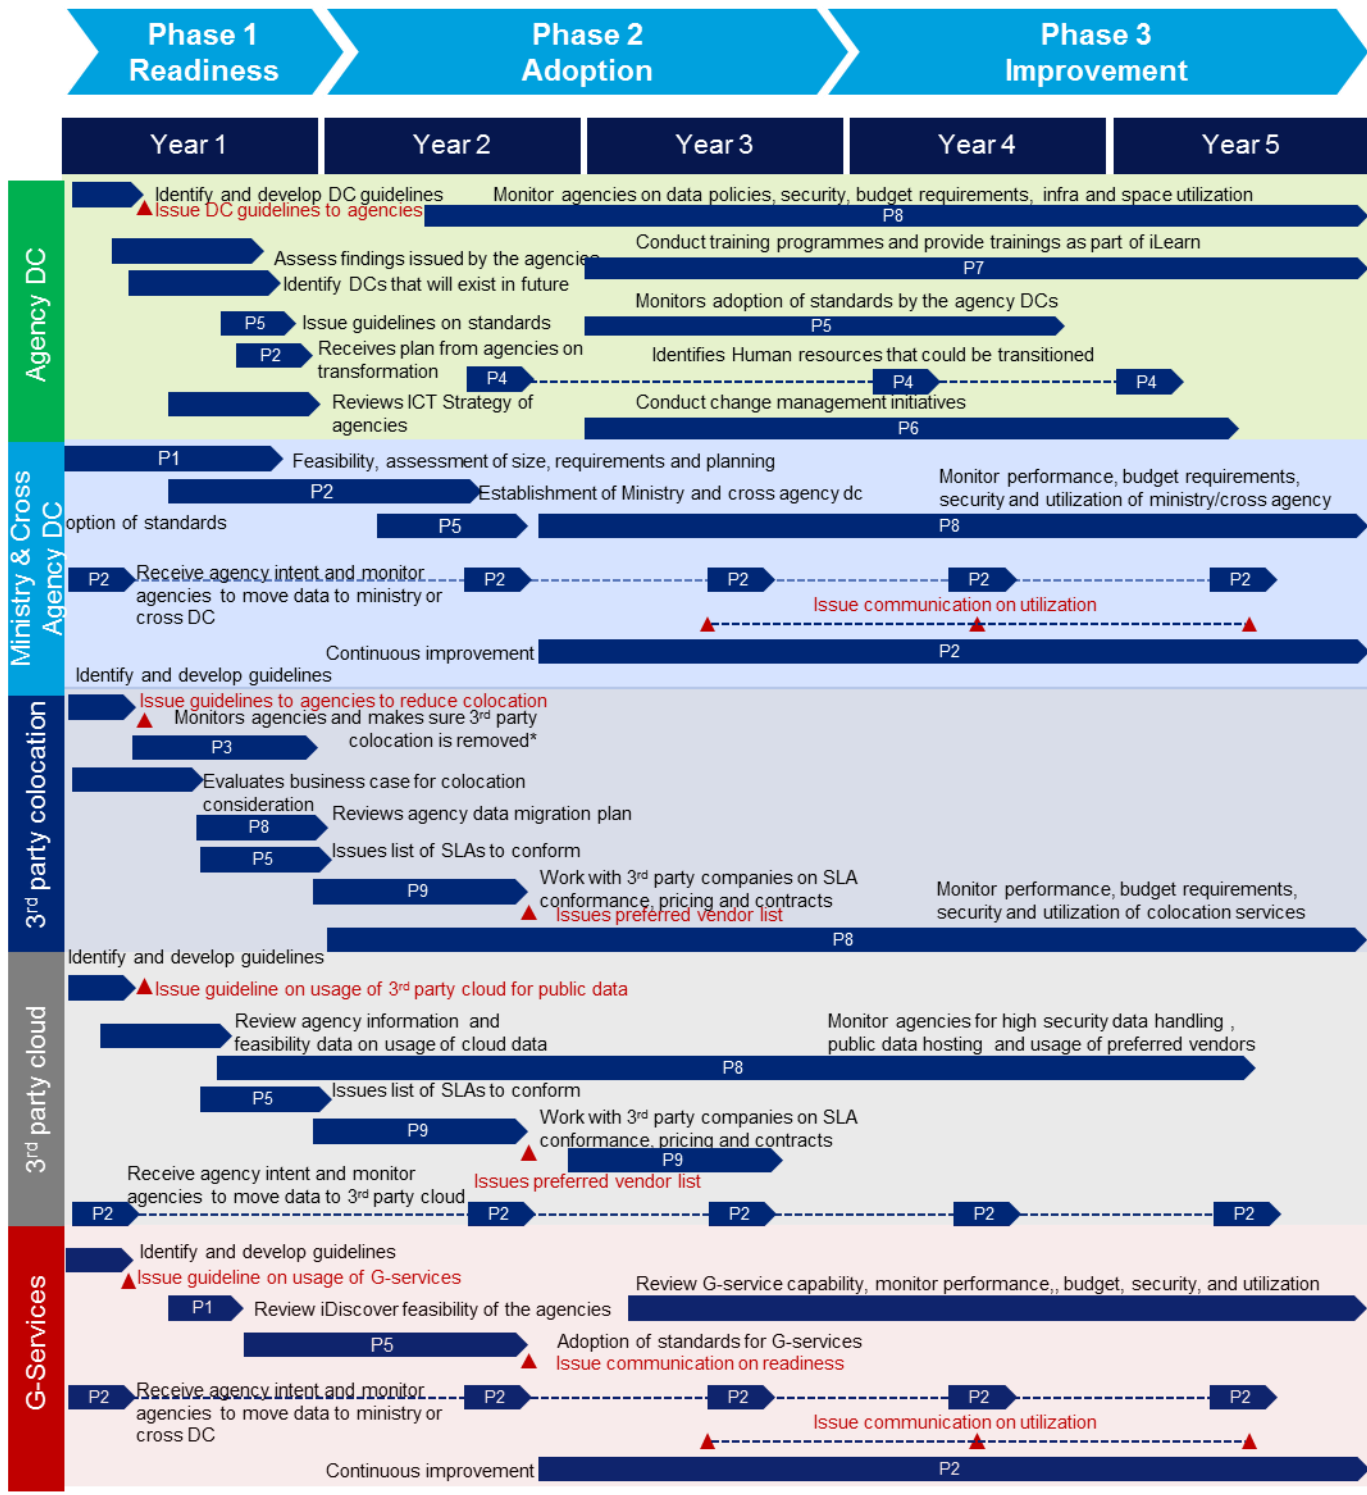 Phase 1
Readiness
Phase 2
Adoption
Phase 3
Improvement
Year 1
Year 2
Year 3
Year 4
Year 5
Agency DC
Identify and develop DC guidelines
Issue DC guidelines to agencies
Monitor agencies on data policies, security, budget requirements, infra and space utilization
P8
Assess findings issued by the agencies
Conduct training programmes and provide trainings as part of iLearn
P7
Identify DCs that will exist in future
Monitors adoption of standards by the agency DCs
P5
Issue guidelines on standards
P5
P2
Receives plan from agencies on
transformation
Identifies Human resources that could be transitioned
P4
P4
P4
Reviews ICT Strategy of
agencies
Conduct change management initiatives
P6
Ministry & Cross
Agency DC
P1
Feasibility, assessment of size, requirements and planning
P2
Establishment of Ministry and cross agency dc
Monitor performance, budget requirements,
security and utilization of ministry/cross agency
option of standards
P5
P8
P2
Receive agency intent and monitor
agencies to move data to ministry or
cross DC
P2
P2
P2
P2
Issue communication on utilization
Continuous improvement
P2
Identify and develop guidelines
3rd party colocation
Issue guidelines to agencies to reduce colocation
Monitors agencies and makes sure 3rd party
colocation is removed*
P3
Evaluates business case for colocation
consideration
P8
Reviews agency data migration plan
P5
Issues list of SLAs to conform
P9
Work with 3rd party companies on SLA
conformance, pricing and contracts
Issues preferred vendor list
Monitor performance, budget requirements,
security and utilization of colocation services
P8
Identify and develop guidelines
3rd party cloud
Issue guideline on usage of 3rd party cloud for public data
Review agency information and
feasibility data on usage of cloud data
Monitor agencies for high security data handling ,
public data hosting and usage of preferred vendors
P8
P5
Issues list of SLAs to conform
P9
Work with 3rd party companies on SLA
conformance, pricing and contracts
P9
Issues preferred vendor list
Receive agency intent and monitor
agencies to move data to 3rd party cloud
P2
P2
P2
P2
P2
G-Services
Identify and develop guidelines
Issue guideline on usage of G-services
P1
Review iDiscover feasibility of the agencies
Review G-service capability, monitor performance,, budget, security, and utilization
P5
Adoption of standards for G-services
Issue communication on readiness
P2
Receive agency intent and monitor
agencies to move data to ministry or
cross DC
P2
P2
P2
P2
Issue communication on utilization
Continuous improvement
P2